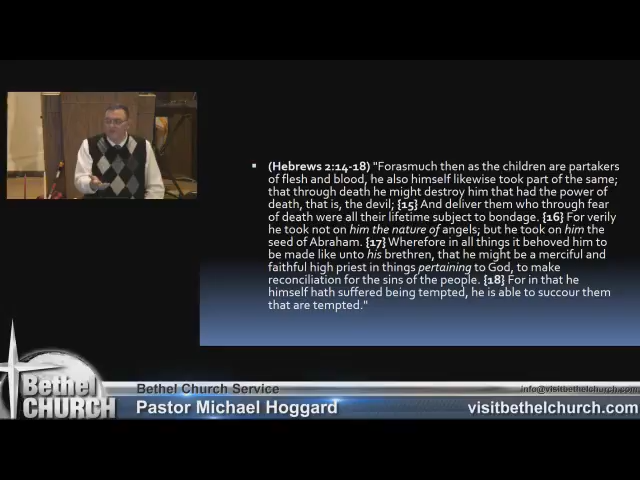 (Hebrews 2:14-18) "Forasmuch then as the children are partakers
of flesh and blood, he also himself likewise took part of the same;
that through death he might destroy him that had the power of
death, that is, the devil; {15} And deliver them who through fear
of death were all their lifetime subject to bondage. {16} For verily
he took not on him the nature of angels; but he took on him the
seed of Abraham. {17} Wherefore in all things it behoved him to
be made like unto his brethren, that he might be a merciful and
faithful high priest in things pertaining to God, to make
reconciliation for the sins of the people. {18} For in that he
himself hath suffered being tempted, he is able to succour them
that are tempted."
Bethel
CHURCH
Bethel Church Service
info@visitbethelchurch.com
Pastor Michael Hoggard
visitbethelchurch.com